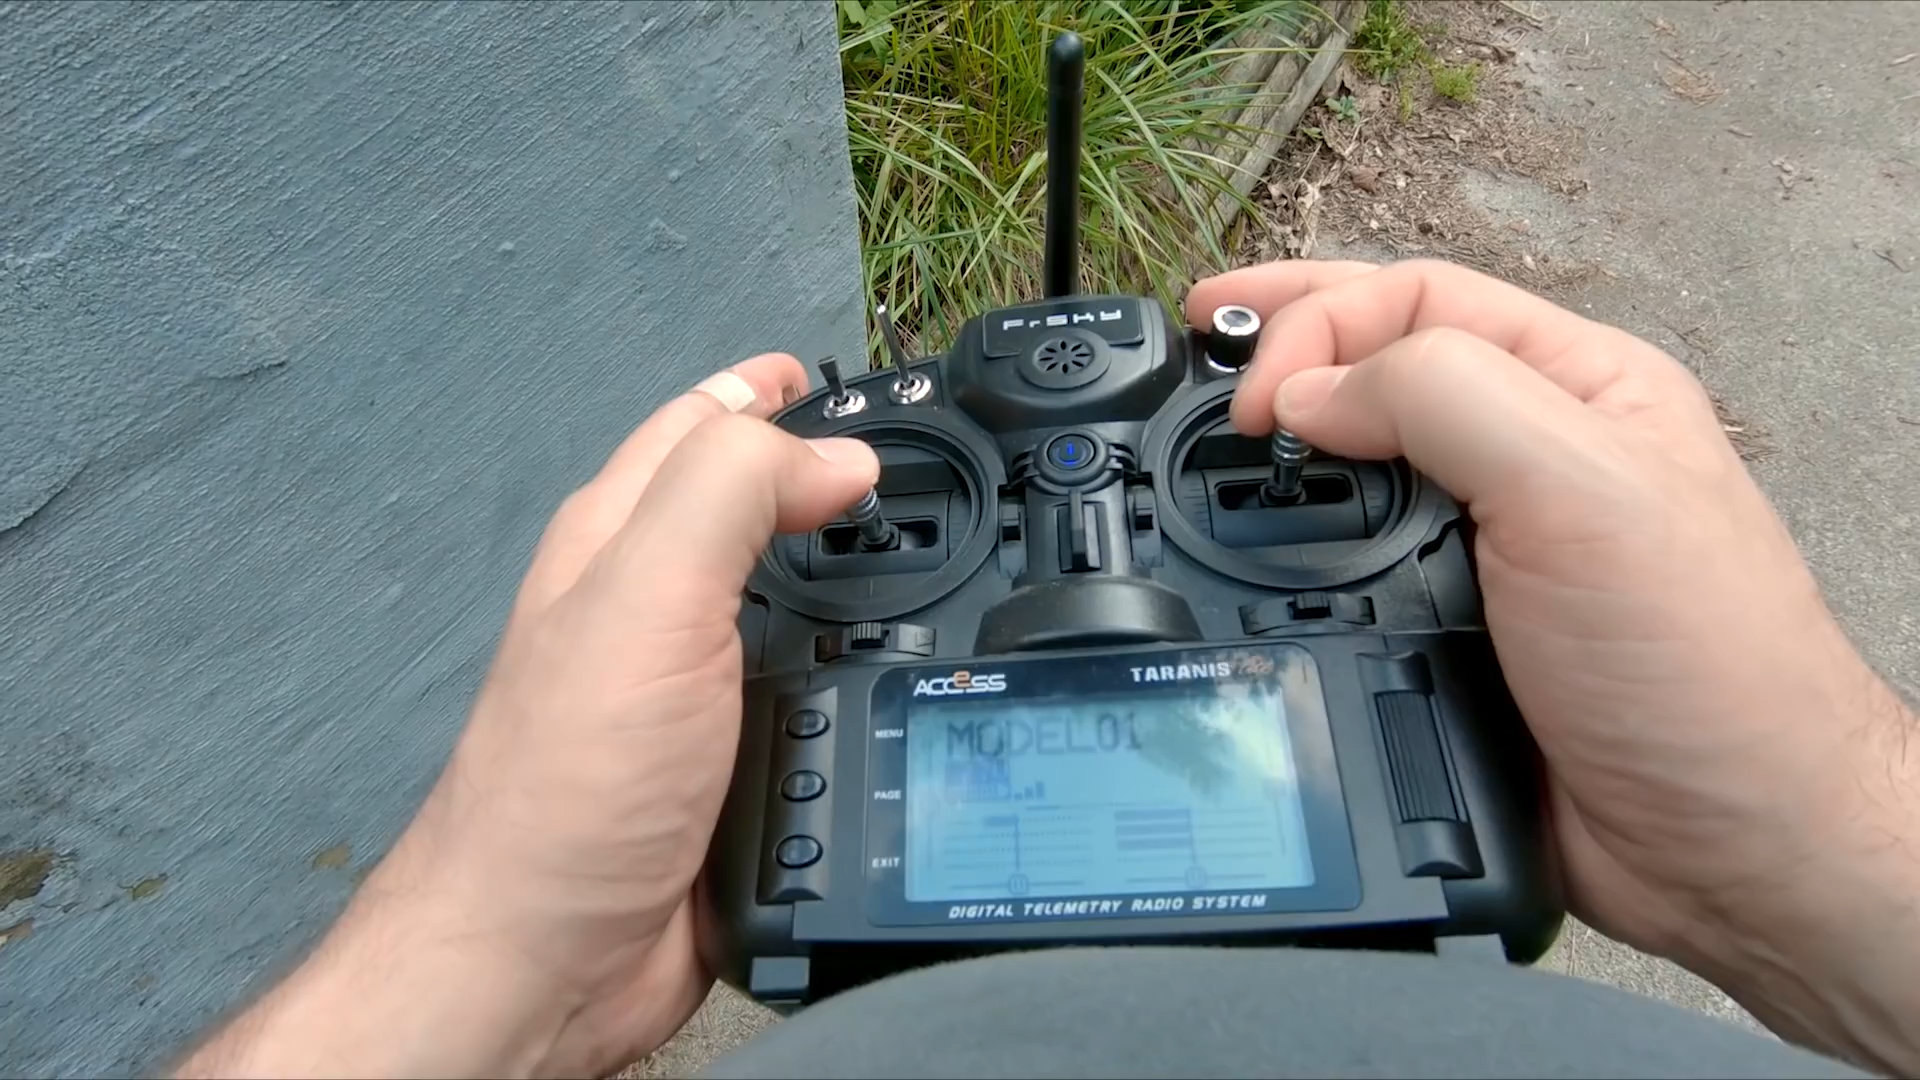 FrSKY
ACCeSS
TARANIS
MENU
MODEL01
PAGE
EXIT
DIGITAL TELEMETRY RADIO SYSTEM